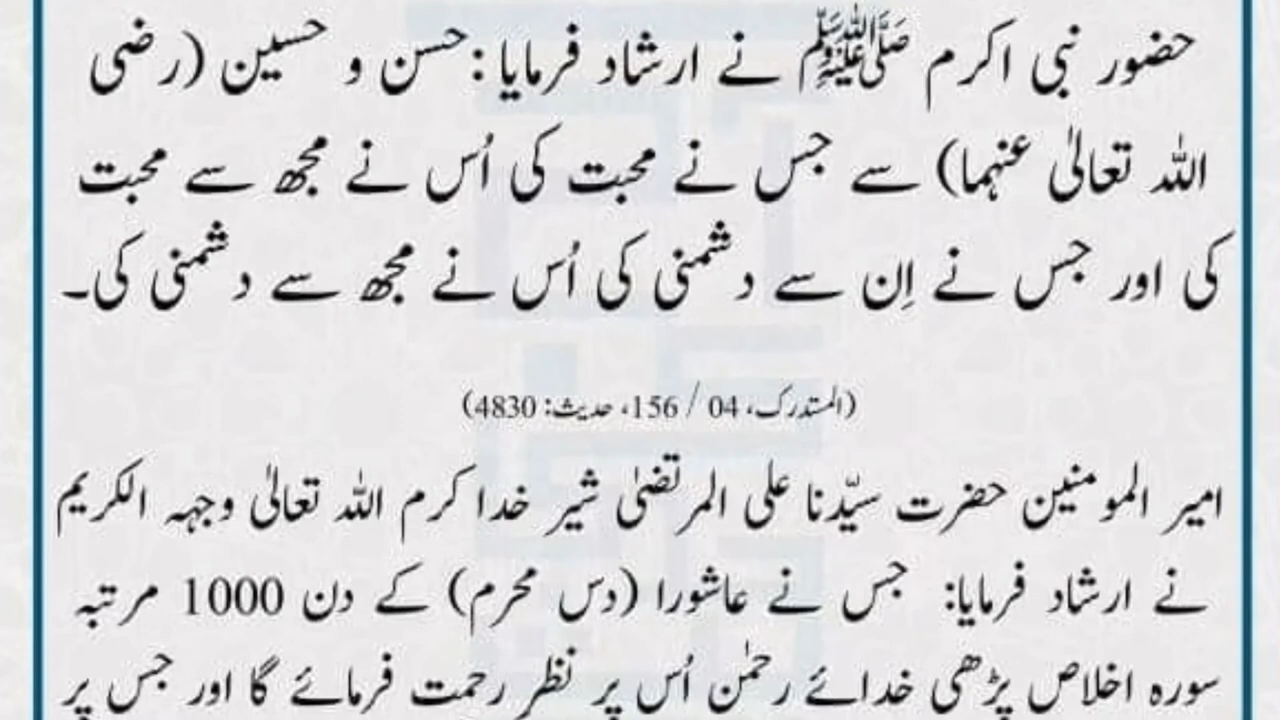 حضور نبی اکرم ﷺ نے ارشاد فرمایا: حسن و حسین (رضی
اللہ تعالیٰ عنہما) سے جس نے محبت کی اُس نے مجھ سے محبت
کی اور جس نے اِن سے دشمنی کی اُس نے مجھ سے دشمنی کی۔
(المستدرک، 04 / 156، حدیث: 4830)
امیر المومنین حضرت سیّدنا علی المرتضیٰ شیر خدا کرم اللہ تعالیٰ وجہہ الکریم
نے ارشاد فرمایا: جس نے عاشورا (دس محرم) کے دن 1000 مرتبہ
سورہ اخلاص پڑھی خدائے رحمٰن اُس پر نظر رحمت فرمائے گا اور جس پر